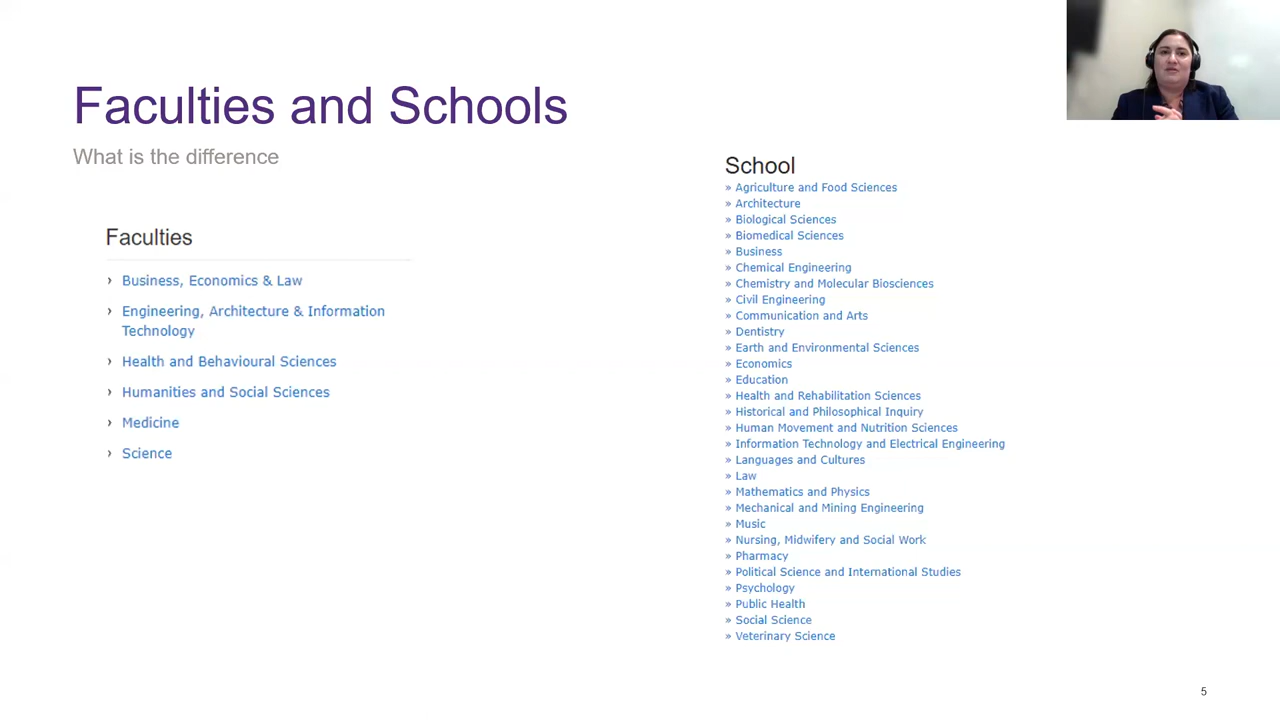 Faculties and Schools
What is the difference
Faculties
› Business, Economics & Law
› Engineering, Architecture & Information
Technology
› Health and Behavioural Sciences
› Humanities and Social Sciences
› Medicine
› Science
School
» Agriculture and Food Sciences
» Architecture
» Biological Sciences
» Biomedical Sciences
» Business
» Chemical Engineering
» Chemistry and Molecular Biosciences
» Civil Engineering
» Communication and Arts
» Dentistry
» Earth and Environmental Sciences
» Economics
» Education
» Health and Rehabilitation Sciences
» Historical and Philosophical Inquiry
» Human Movement and Nutrition Sciences
» Information Technology and Electrical Engineering
» Languages and Cultures
» Law
» Mathematics and Physics
» Mechanical and Mining Engineering
» Music
» Nursing, Midwifery and Social Work
» Pharmacy
» Political Science and International Studies
» Psychology
» Public Health
» Social Science
» Veterinary Science
5